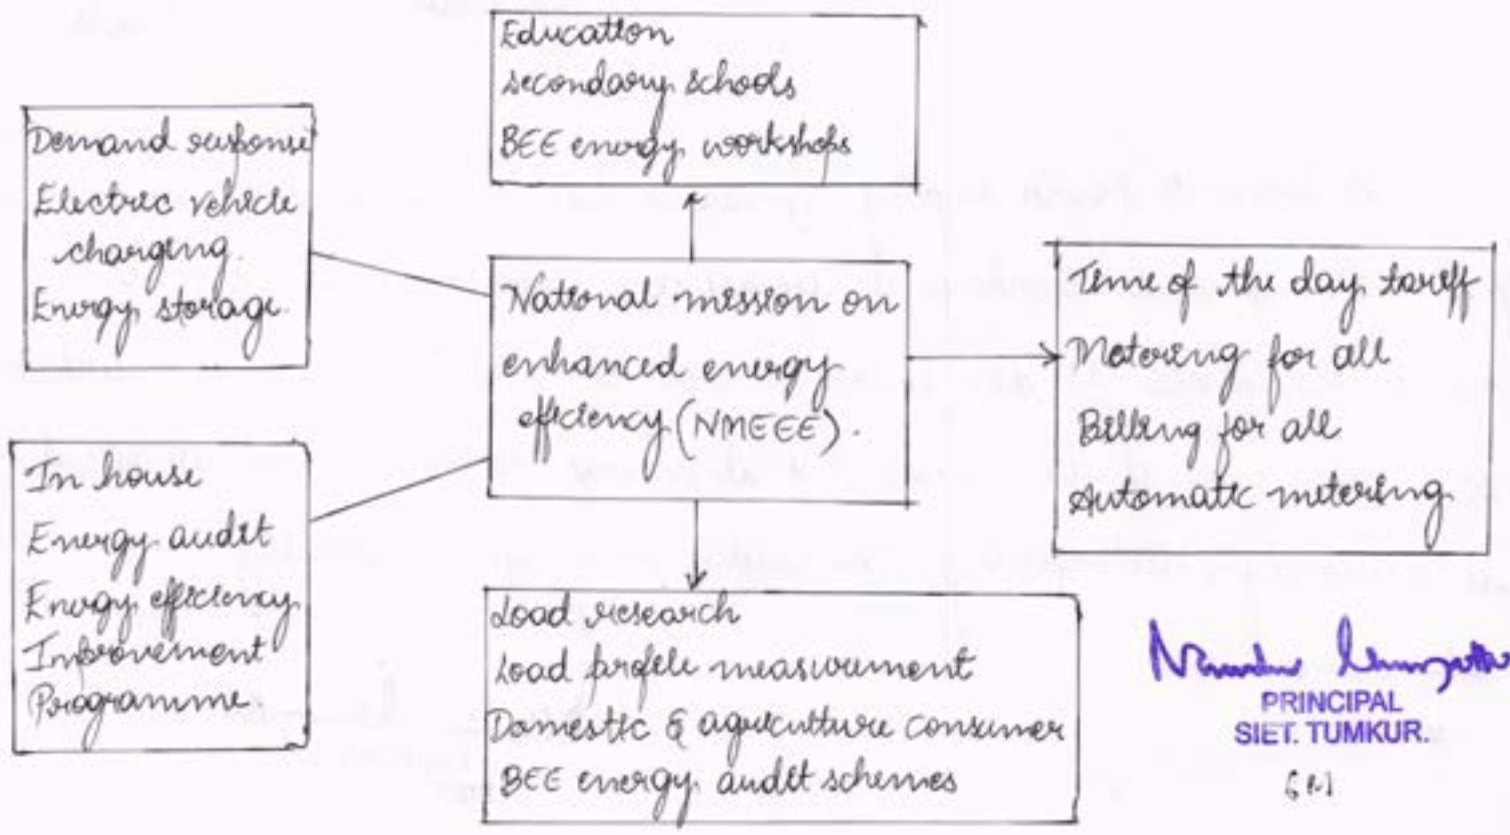 Education
secondary schools
BEE energy workshops
Demand response
Electric vehicle
charging.
Energy storage.
National mission on
enhanced energy
efficiency (NMEEE).
Time of the day tariff
Metering for all
Billing for all
Automatic metering
In house
Energy audit
Energy efficiency
Improvement
Programme
Load research
Load profile measurement
Domestic & agriculture consumer
BEE energy audit schemes
PRINCIPAL
SIET. TUMKUR.